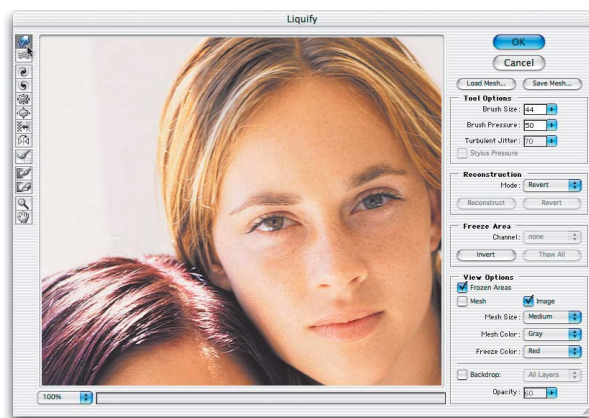 Liquify
OK
Cancel
Load Mesh... Save Mesh...
Tool Options
Brush Size: 44
Brush Pressure: 50
Turbulent Jitter: 70
Stylus Pressure
Reconstruction
Mode: Revert
Reconstruct Revert
Freeze Area
Channel: none
Invert Thaw All
View Options
Frozen Areas
Mesh Image
Mesh Size: Medium
Mesh Color: Gray
Freeze Color: Red
Backdrop: All Layers
Opacity: 60
100%